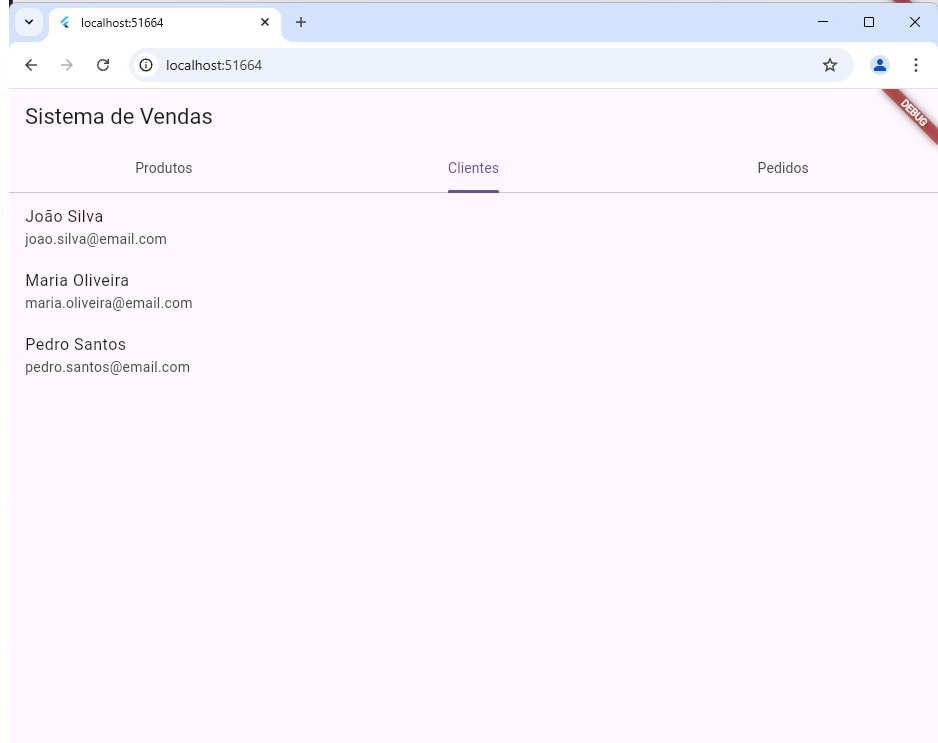 localhost:51664
localhost:51664
DEBUG
Sistema de Vendas
Produtos Clientes Pedidos
João Silva
joao.silva@email.com
Maria Oliveira
maria.oliveira@email.com
Pedro Santos
pedro.santos@email.com